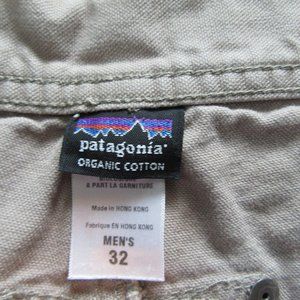 patagonia®
ORGANIC COTTON
& PART LA GARNITURE
Made in HONG KONG
Fabriqué EN HONG KONG
MEN'S
32